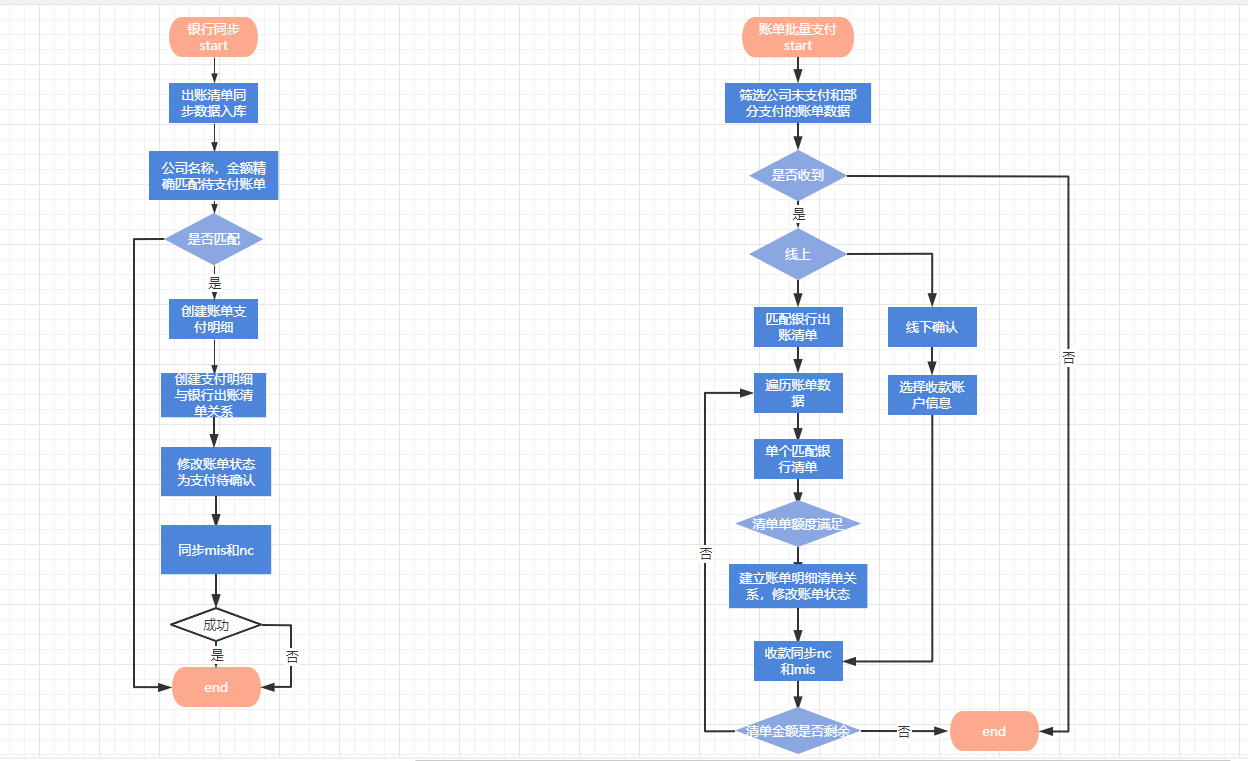 银行同步
start
出账清单同
步数据入库
公司名称，金额精
确匹配待支付账单
是否匹配
是
创建账单支
付明细
创建支付明细
与银行出账清
单关系
修改账单状态
为支付待确认
同步mis和nc
成功
是
否
end
账单批量支付
start
筛选公司未支付和部
分支付的账单数据
是否收到
是
线上
匹配银行出
账清单
线下确认
否
遍历账单数
据
选择收款账
户信息
单个匹配银
行清单
清单单额度满足
否
建立账单明细清单关
系，修改账单状态
收款同步nc
和mis
清单金额是否剩余
否
end